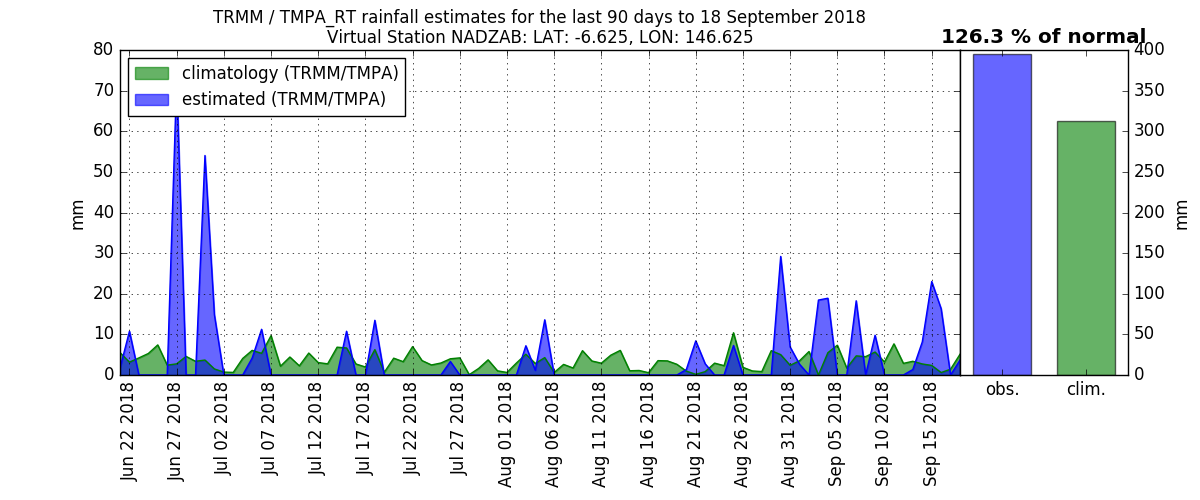 TRMM / TMPA_RT rainfall estimates for the last 90 days to 18 September 2018
Virtual Station NADZAB: LAT: -6.625, LON: 146.625
126.3 % of normal
climatology (TRMM/TMPA)
estimated (TRMM/TMPA)
80
70
60
50
40
30
20
10
0
mm
Jun 22 2018
Jun 27 2018
Jul 02 2018
Jul 07 2018
Jul 12 2018
Jul 17 2018
Jul 22 2018
Jul 27 2018
Aug 01 2018
Aug 06 2018
Aug 11 2018
Aug 16 2018
Aug 21 2018
Aug 26 2018
Aug 31 2018
Sep 05 2018
Sep 10 2018
Sep 15 2018
400
350
300
250
200
150
100
50
0
mm
obs.
clim.